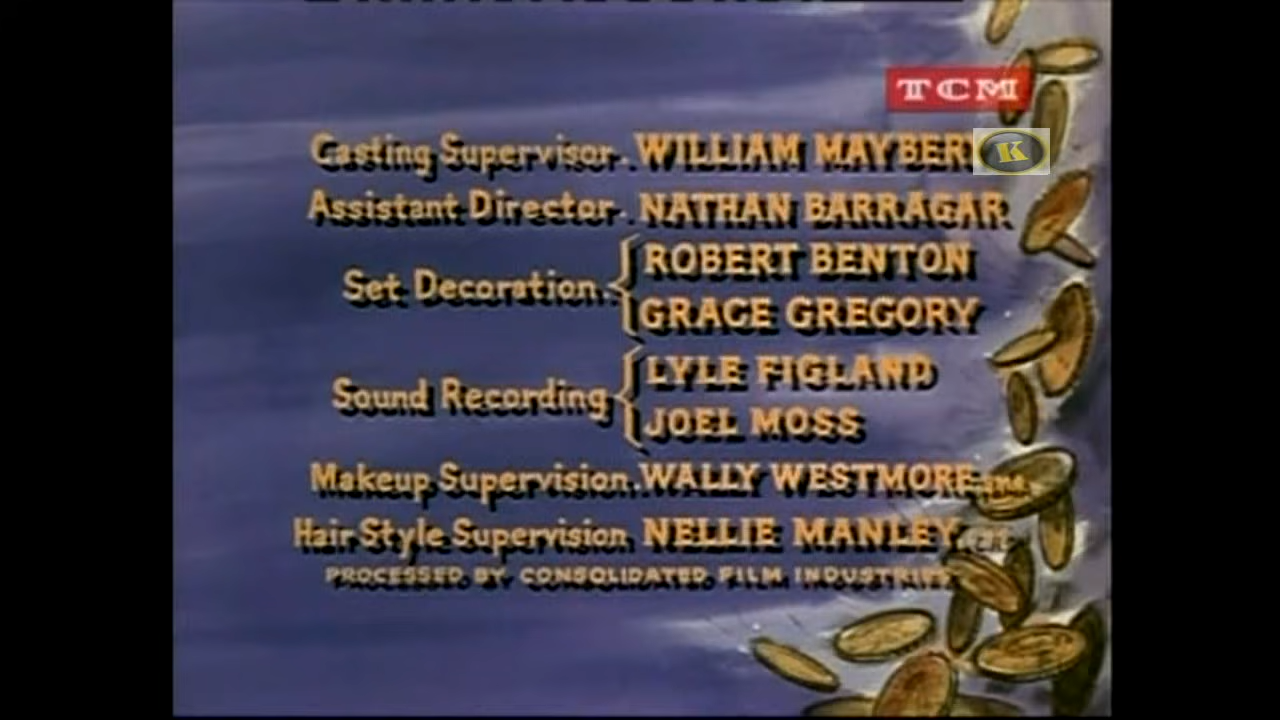 TCM
Casting Supervisor . WILLIAM MAYBER
K
Assistant Director . NATHAN BARRAGAR
Set Decoration . { ROBERT BENTON
GRACE GREGORY
Sound Recording { LYLE FIGLAND
JOEL MOSS
Makeup Supervision . WALLY WESTMORE
Hair Style Supervision NELLIE MANLEY
PROCESSED BY CONSOLIDATED FILM INDUSTRIES